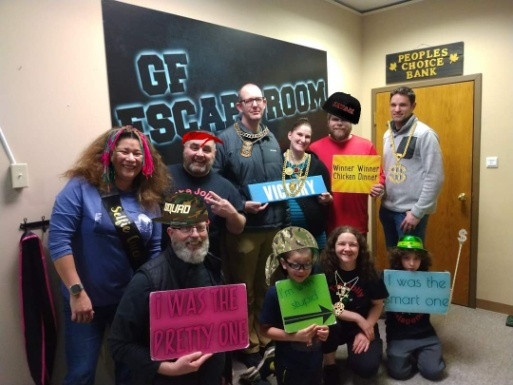 GF
ESCAPE ROOM
PEOPLES
CHOICE
BANK
VICTORY
Winner Winner
Chicken Dinner
SQUAD
I WAS THE
PRETTY ONE
I'm
stupid
I was the
smart one
$
$